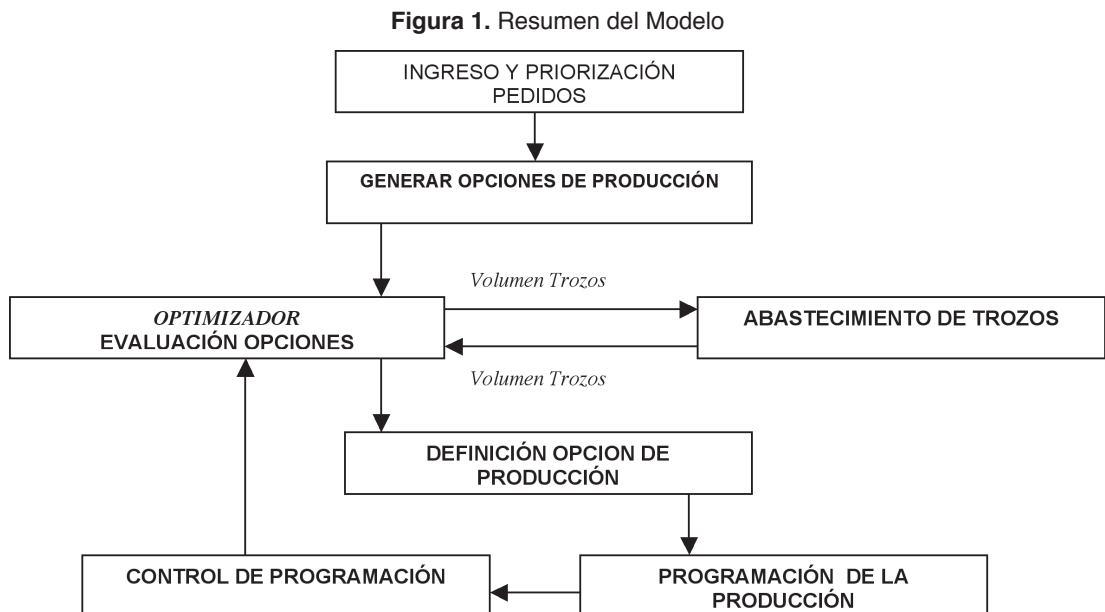 Figura 1. Resumen del Modelo
INGRESO Y PRIORIZACIÓN
PEDIDOS
GENERAR OPCIONES DE PRODUCCIÓN
Volumen Trozos
OPTIMIZADOR
EVALUACIÓN OPCIONES
ABASTECIMIENTO DE TROZOS
Volumen Trozos
DEFINICIÓN OPCION DE
PRODUCCIÓN
CONTROL DE PROGRAMACIÓN
PROGRAMACIÓN DE LA
PRODUCCIÓN